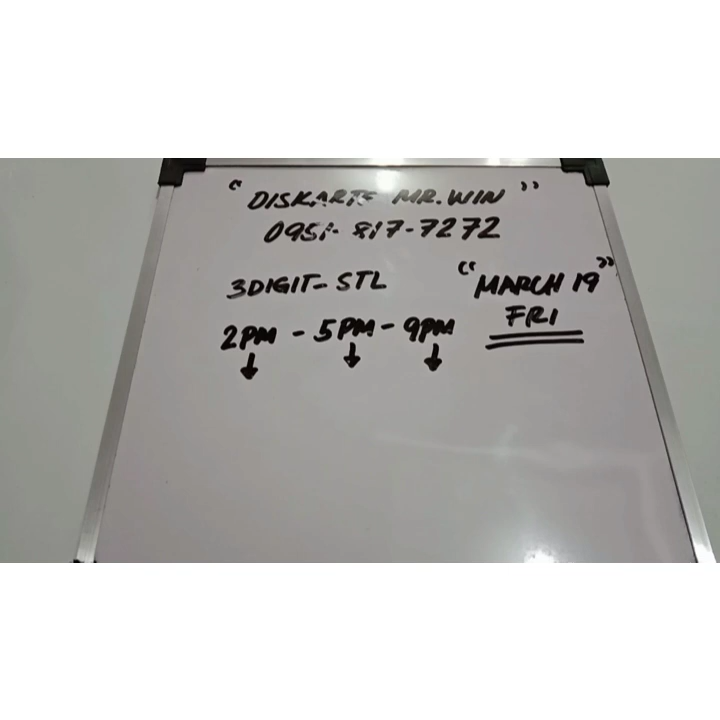 " DISKARTE MR. WIN "
0951-817-7272
3DIGIT-STL
" MARCH 19 "
FRI
2PM - 5PM - 9PM